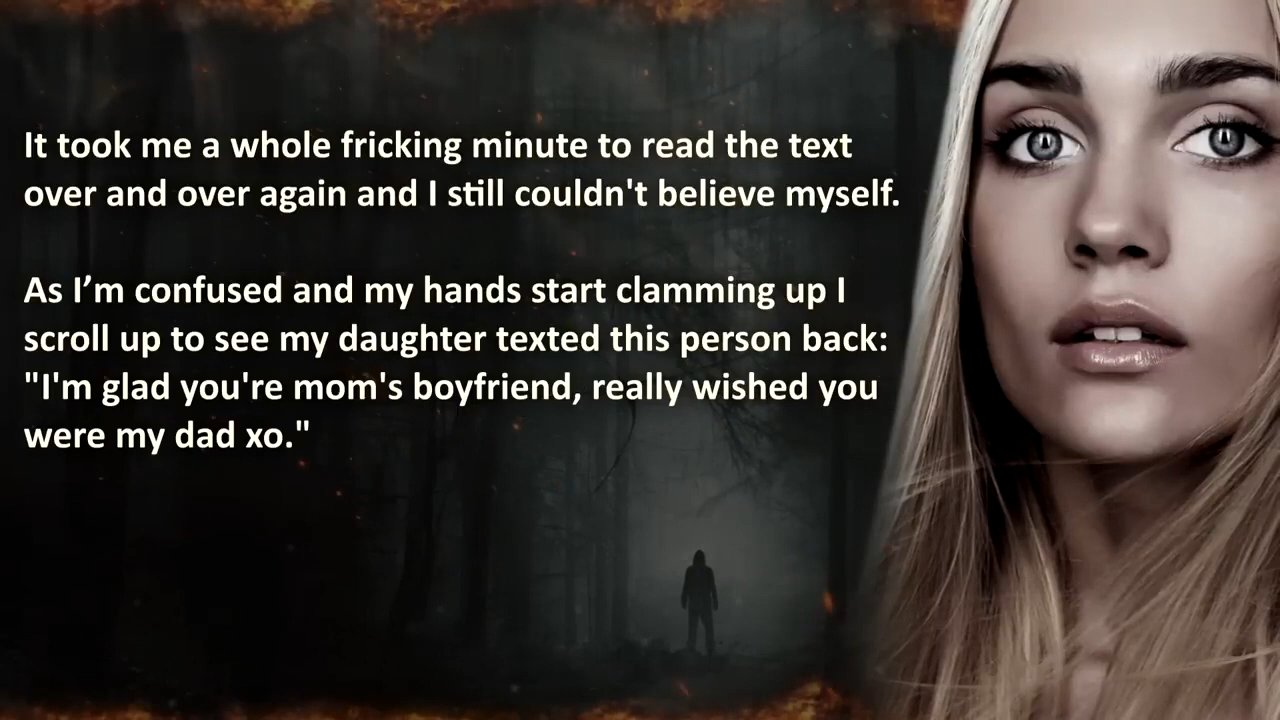 It took me a whole fricking minute to read the text
over and over again and I still couldn't believe myself.
As I’m confused and my hands start clamming up I
scroll up to see my daughter texted this person back:
"I'm glad you're mom's boyfriend, really wished you
were my dad xo."